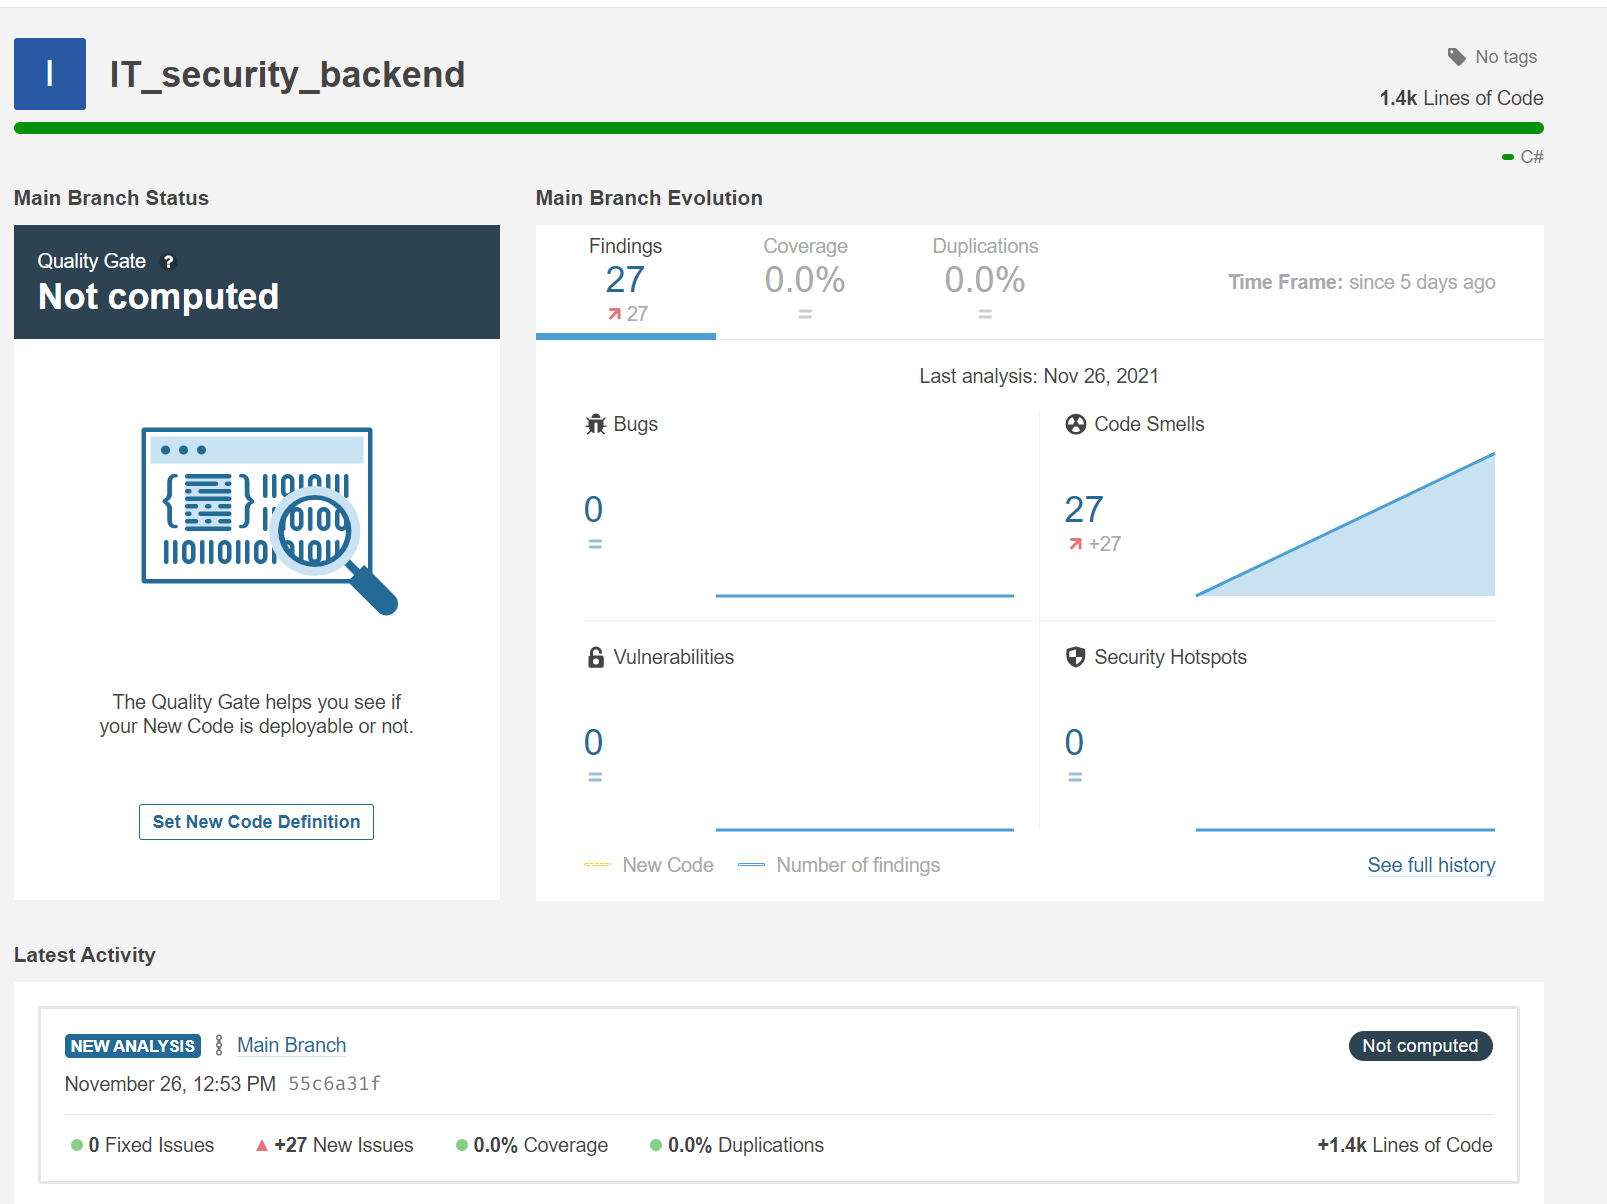 I
IT_security_backend
No tags
1.4k Lines of Code
C#
Main Branch Status
Quality Gate ?
Not computed
The Quality Gate helps you see if
your New Code is deployable or not.
Set New Code Definition
Main Branch Evolution
Findings
27
27
Coverage
0.0%
=
Duplications
0.0%
=
Time Frame: since 5 days ago
Last analysis: Nov 26, 2021
Bugs
0
=
Code Smells
27
+27
Vulnerabilities
0
=
Security Hotspots
0
=
New Code
Number of findings
See full history
Latest Activity
NEW ANALYSIS Main Branch
Not computed
November 26, 12:53 PM 55c6a31f
0 Fixed Issues +27 New Issues 0.0% Coverage 0.0% Duplications +1.4k Lines of Code